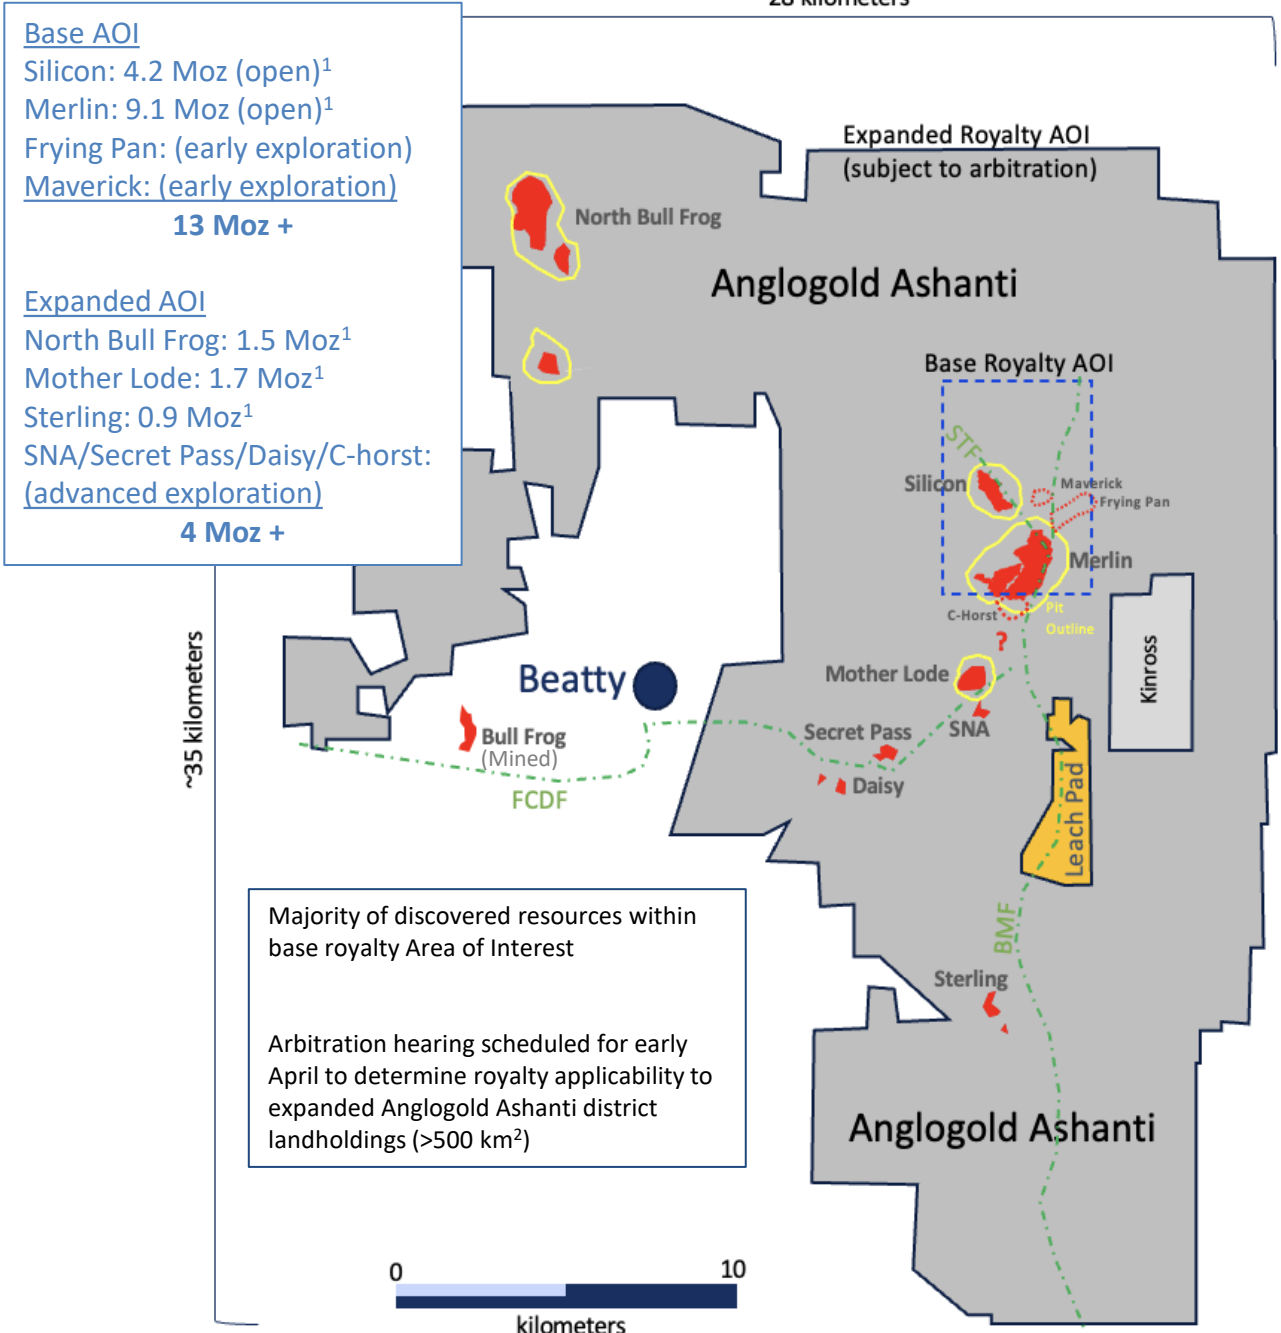 28 kilometers
Base AOI
Silicon: 4.2 Moz (open)1
Merlin: 9.1 Moz (open)1
Frying Pan: (early exploration)
Maverick: (early exploration)
13 Moz +
Expanded AOI
North Bull Frog: 1.5 Moz1
Mother Lode: 1.7 Moz1
Sterling: 0.9 Moz1
SNA/Secret Pass/Daisy/C-horst:
(advanced exploration)
4 Moz +
Expanded Royalty AOI
(subject to arbitration)
North Bull Frog
Anglogold Ashanti
Base Royalty AOI
STF
Silicon
Maverick
Frying Pan
Merlin
C-Horst
Pit
Outline
?
Kinross
~35 kilometers
Beatty
Mother Lode
SNA
Secret Pass
Daisy
Bull Frog
(Mined)
FCDF
Leach Pad
BMF
Sterling
Majority of discovered resources within
base royalty Area of Interest
Arbitration hearing scheduled for early
April to determine royalty applicability to
expanded Anglogold Ashanti district
landholdings (>500 km2)
Anglogold Ashanti
0 10
kilometers